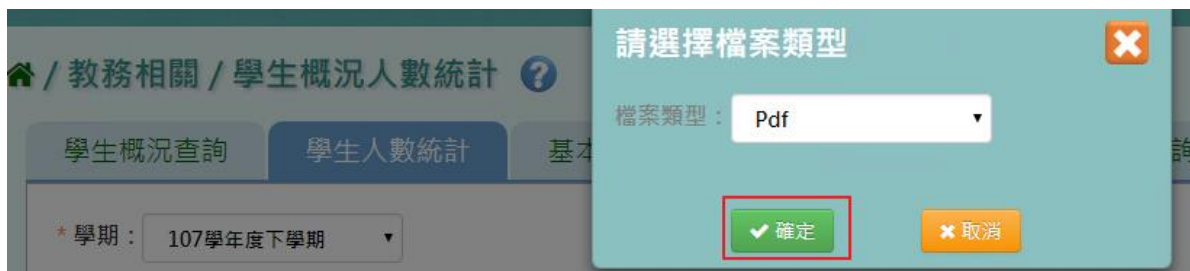 / 教務相關 / 學生概況人數統計 ?
學生概況查詢
學生人數統計
基本
詢
* 學期： 107學年度下學期
請選擇檔案類型
檔案類型： Pdf
確定
取消